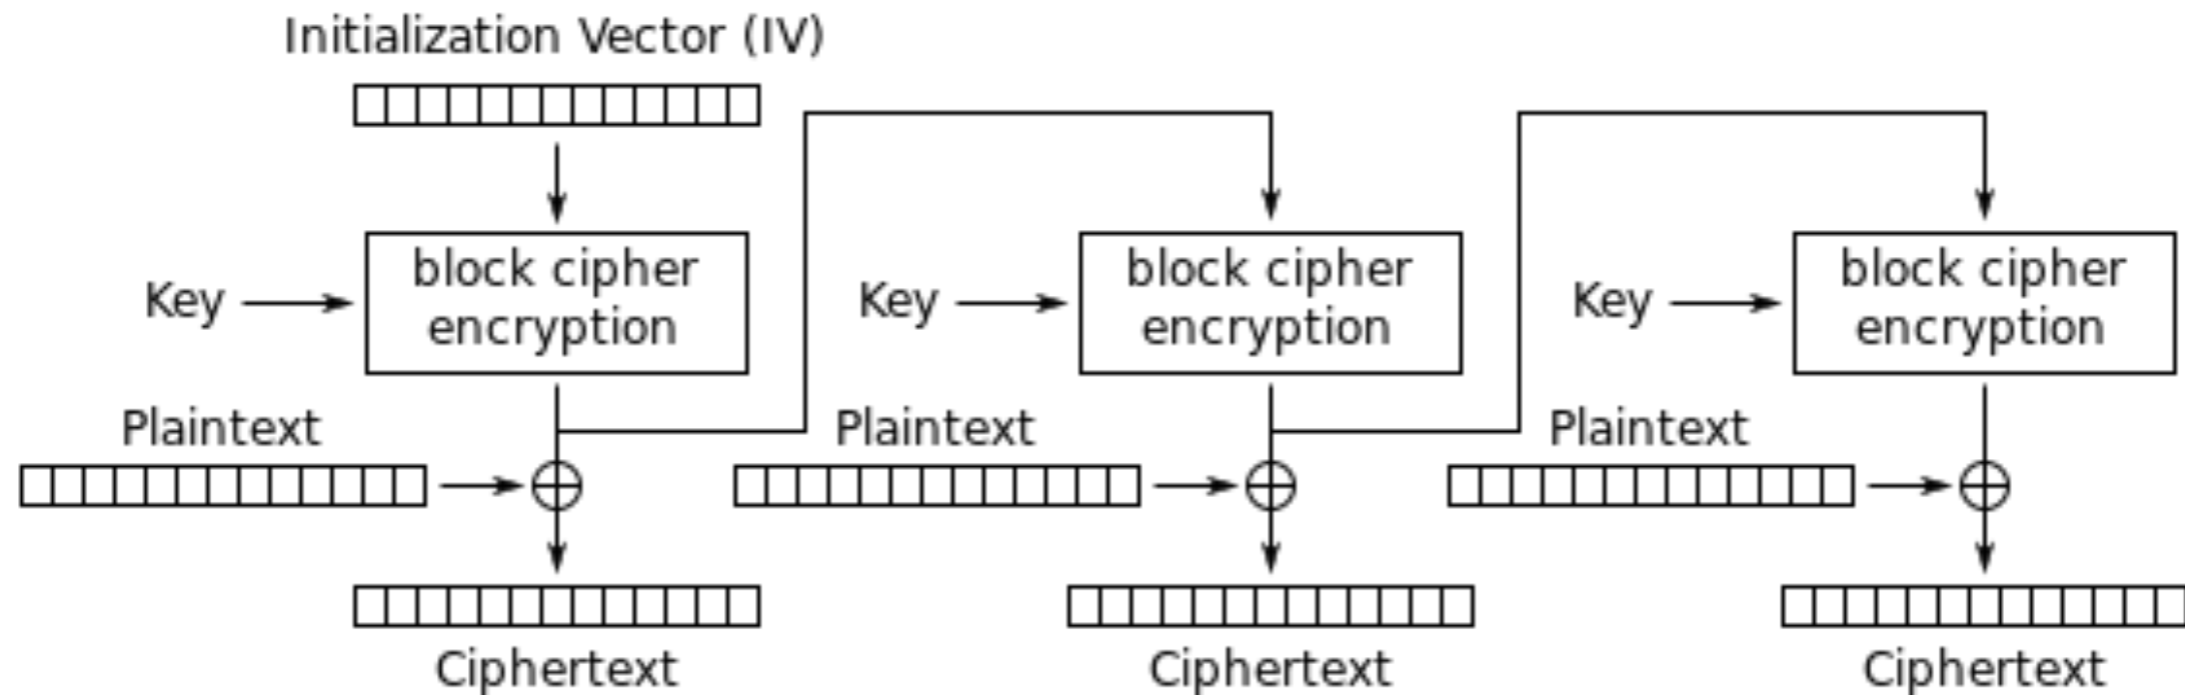 Initialization Vector (IV)
block cipher
encryption
Key
block cipher
encryption
Key
block cipher
encryption
Key
Plaintext
Plaintext
Plaintext
Ciphertext
Ciphertext
Ciphertext